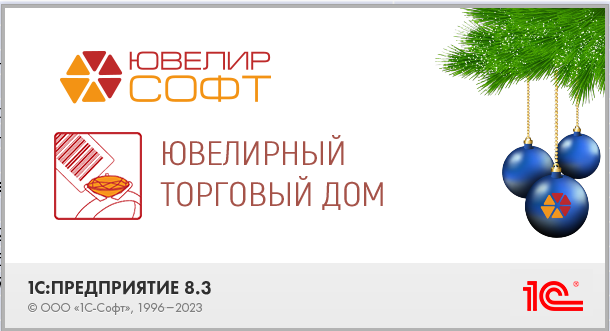 ЮВЕЛИР
СОФТ
ЮВЕЛИРНЫЙ
ТОРГОВЫЙ ДОМ
1С:ПРЕДПРИЯТИЕ 8.3
© ООО «1С-Софт», 1996–2023
1С®